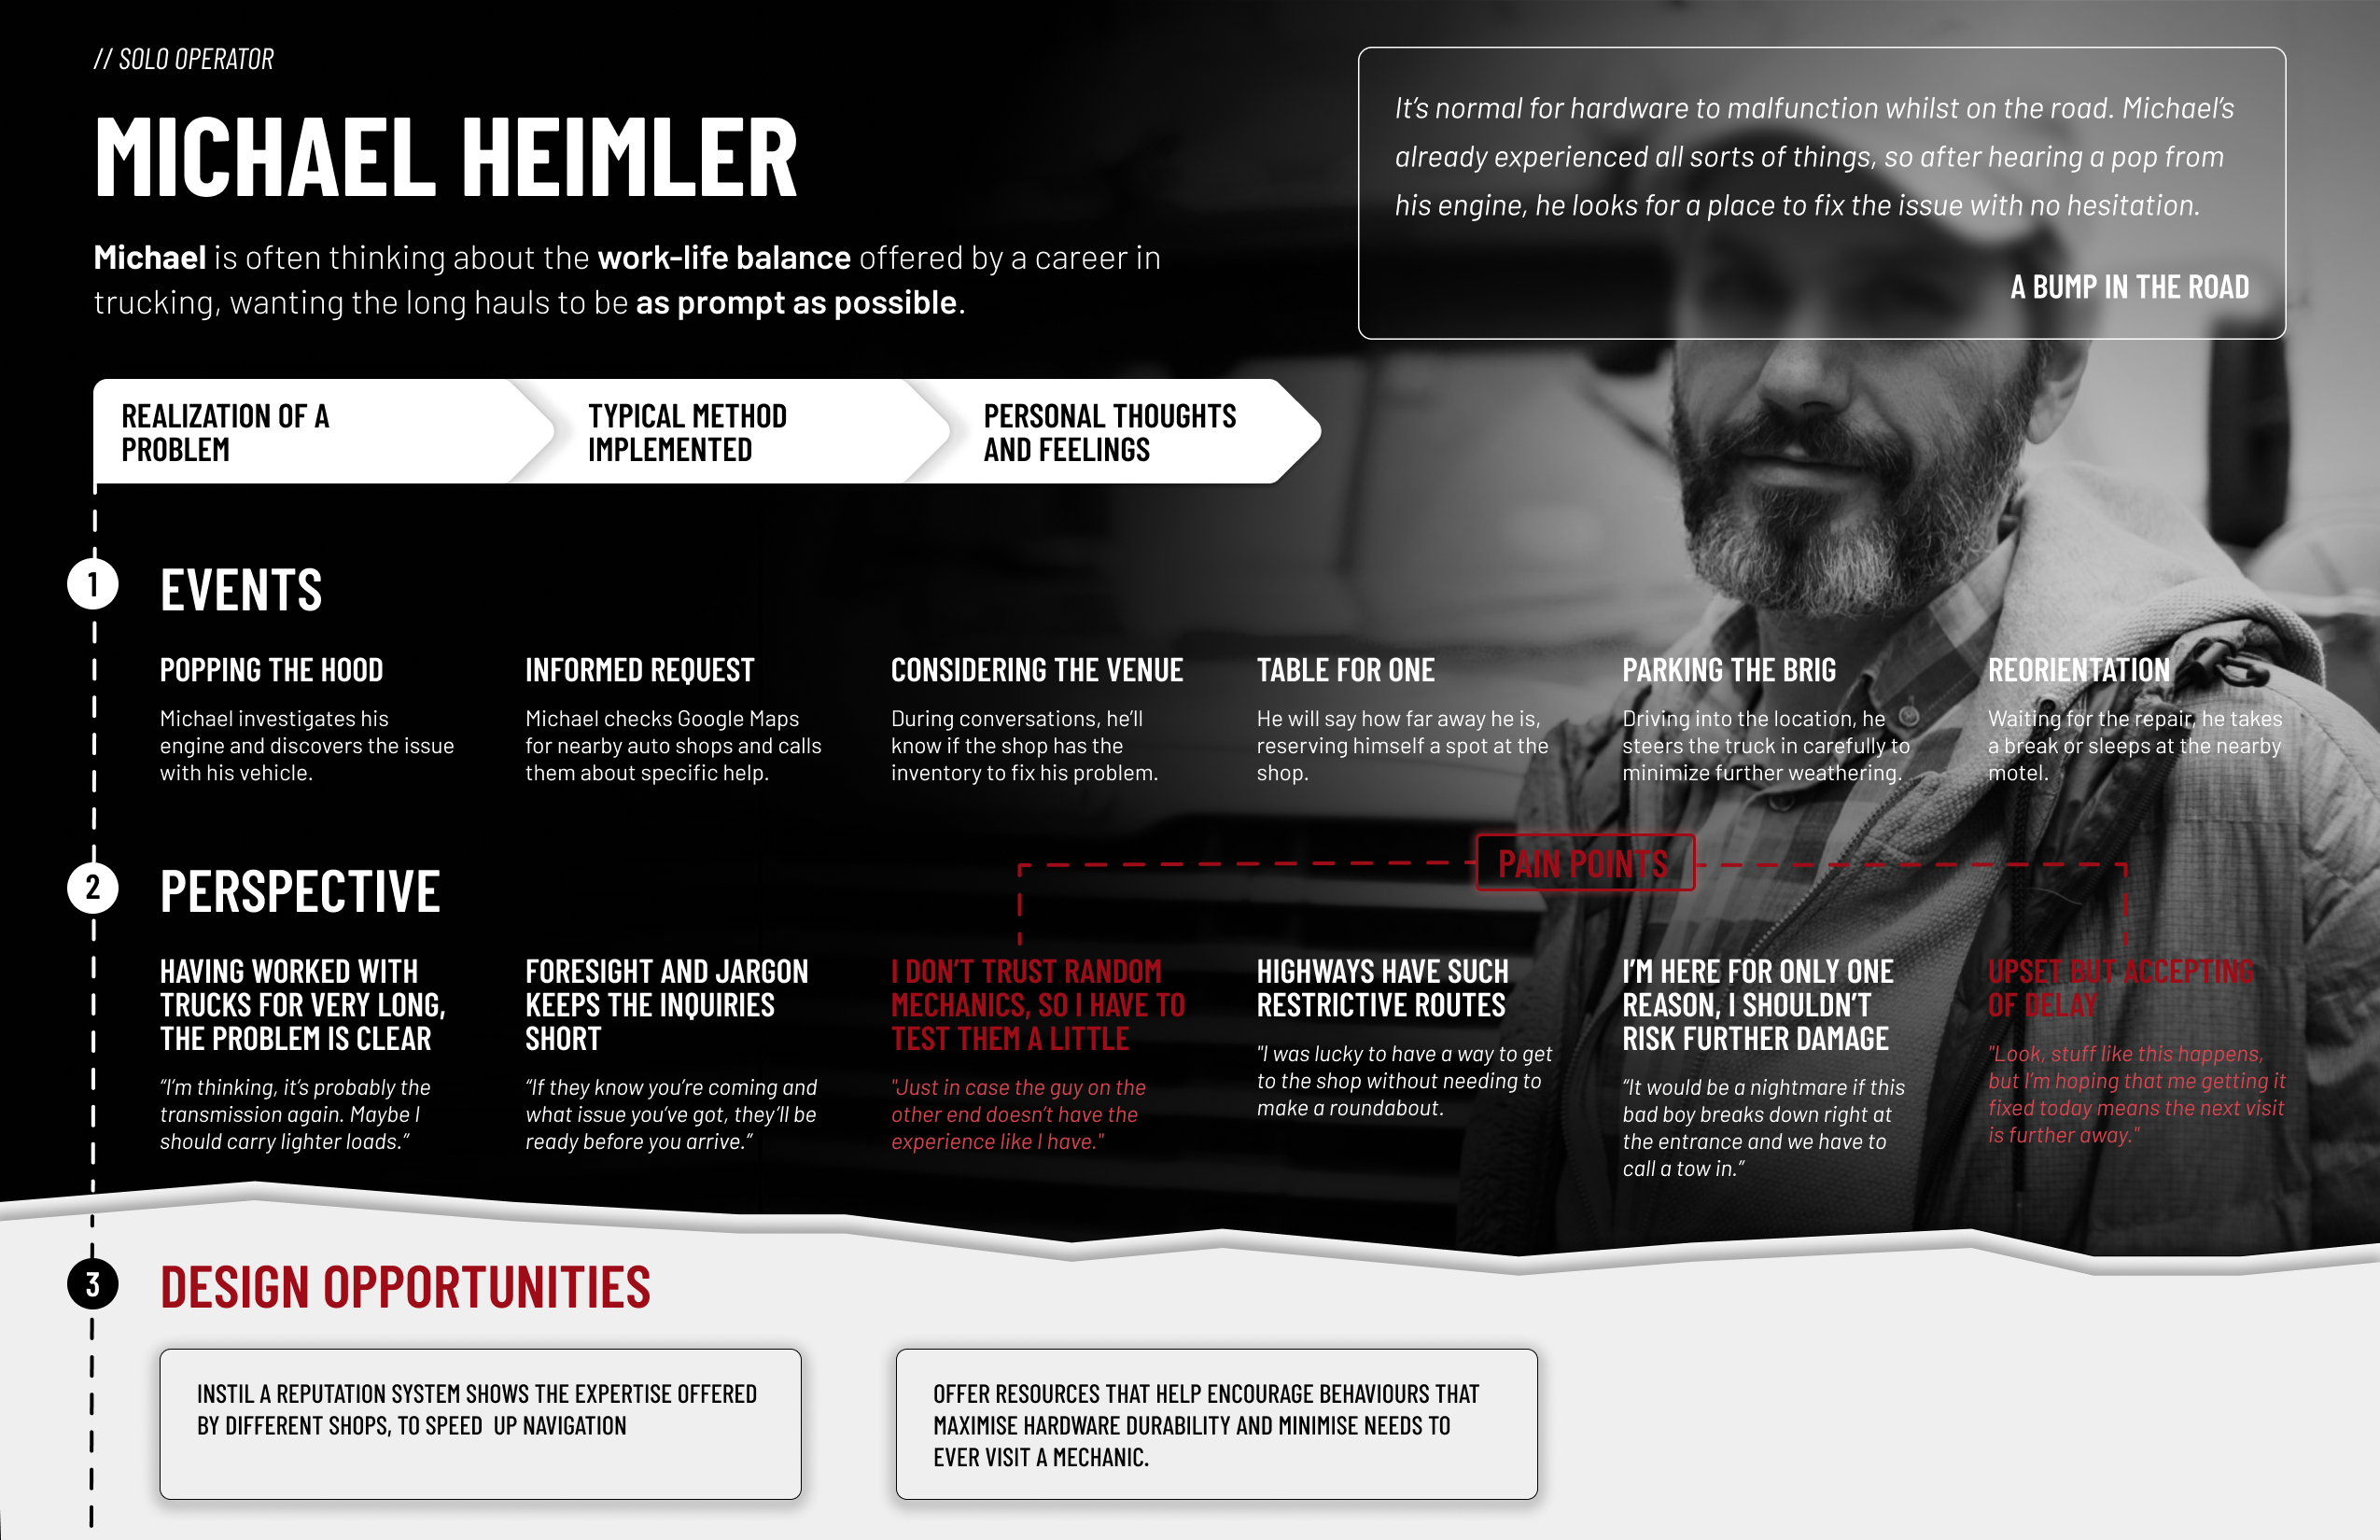 // SOLO OPERATOR
MICHAEL HEIMLER
Michael is often thinking about the work-life balance offered by a career in
trucking, wanting the long hauls to be as prompt as possible.
It's normal for hardware to malfunction whilst on the road. Michael's
already experienced all sorts of things, so after hearing a pop from
his engine, he looks for a place to fix the issue with no hesitation.
A BUMP IN THE ROAD
REALIZATION OF A
PROBLEM
TYPICAL METHOD
IMPLEMENTED
PERSONAL THOUGHTS
AND FEELINGS
1
EVENTS
POPPING THE HOOD
Michael investigates his
engine and discovers the issue
with his vehicle.
INFORMED REQUEST
Michael checks Google Maps
for nearby auto shops and calls
them about specific help.
CONSIDERING THE VENUE
During conversations, he'll
know if the shop has the
inventory to fix his problem.
TABLE FOR ONE
He will say how far away he is,
reserving himself a spot at the
shop.
PARKING THE BRIG
Driving into the location, he
steers the truck in carefully to
minimize further weathering.
REORIENTATION
Waiting for the repair, he takes
a break or sleeps at the nearby
motel.
2
PERSPECTIVE
PAIN POINTS
HAVING WORKED WITH
TRUCKS FOR VERY LONG,
THE PROBLEM IS CLEAR
“I'm thinking, it's probably the
transmission again. Maybe I
should carry lighter loads.”
FORESIGHT AND JARGON
KEEPS THE INQUIRIES
SHORT
“If they know you're coming and
what issue you've got, they'll be
ready before you arrive.”
I DON'T TRUST RANDOM
MECHANICS, SO I HAVE TO
TEST THEM A LITTLE
"Just in case the guy on the
other end doesn't have the
experience like I have."
HIGHWAYS HAVE SUCH
RESTRICTIVE ROUTES
"I was lucky to have a way to get
to the shop without needing to
make a roundabout.
I'M HERE FOR ONLY ONE
REASON, I SHOULDN'T
RISK FURTHER DAMAGE
“It would be a nightmare if this
bad boy breaks down right at
the entrance and we have to
call a tow in.”
UPSET BUT ACCEPTING
OF DELAY
"Look, stuff like this happens,
but I'm hoping that me getting it
fixed today means the next visit
is further away."
3
DESIGN OPPORTUNITIES
INSTIL A REPUTATION SYSTEM SHOWS THE EXPERTISE OFFERED
BY DIFFERENT SHOPS, TO SPEED  UP NAVIGATION
OFFER RESOURCES THAT HELP ENCOURAGE BEHAVIOURS THAT
MAXIMISE HARDWARE DURABILITY AND MINIMISE NEEDS TO
EVER VISIT A MECHANIC.